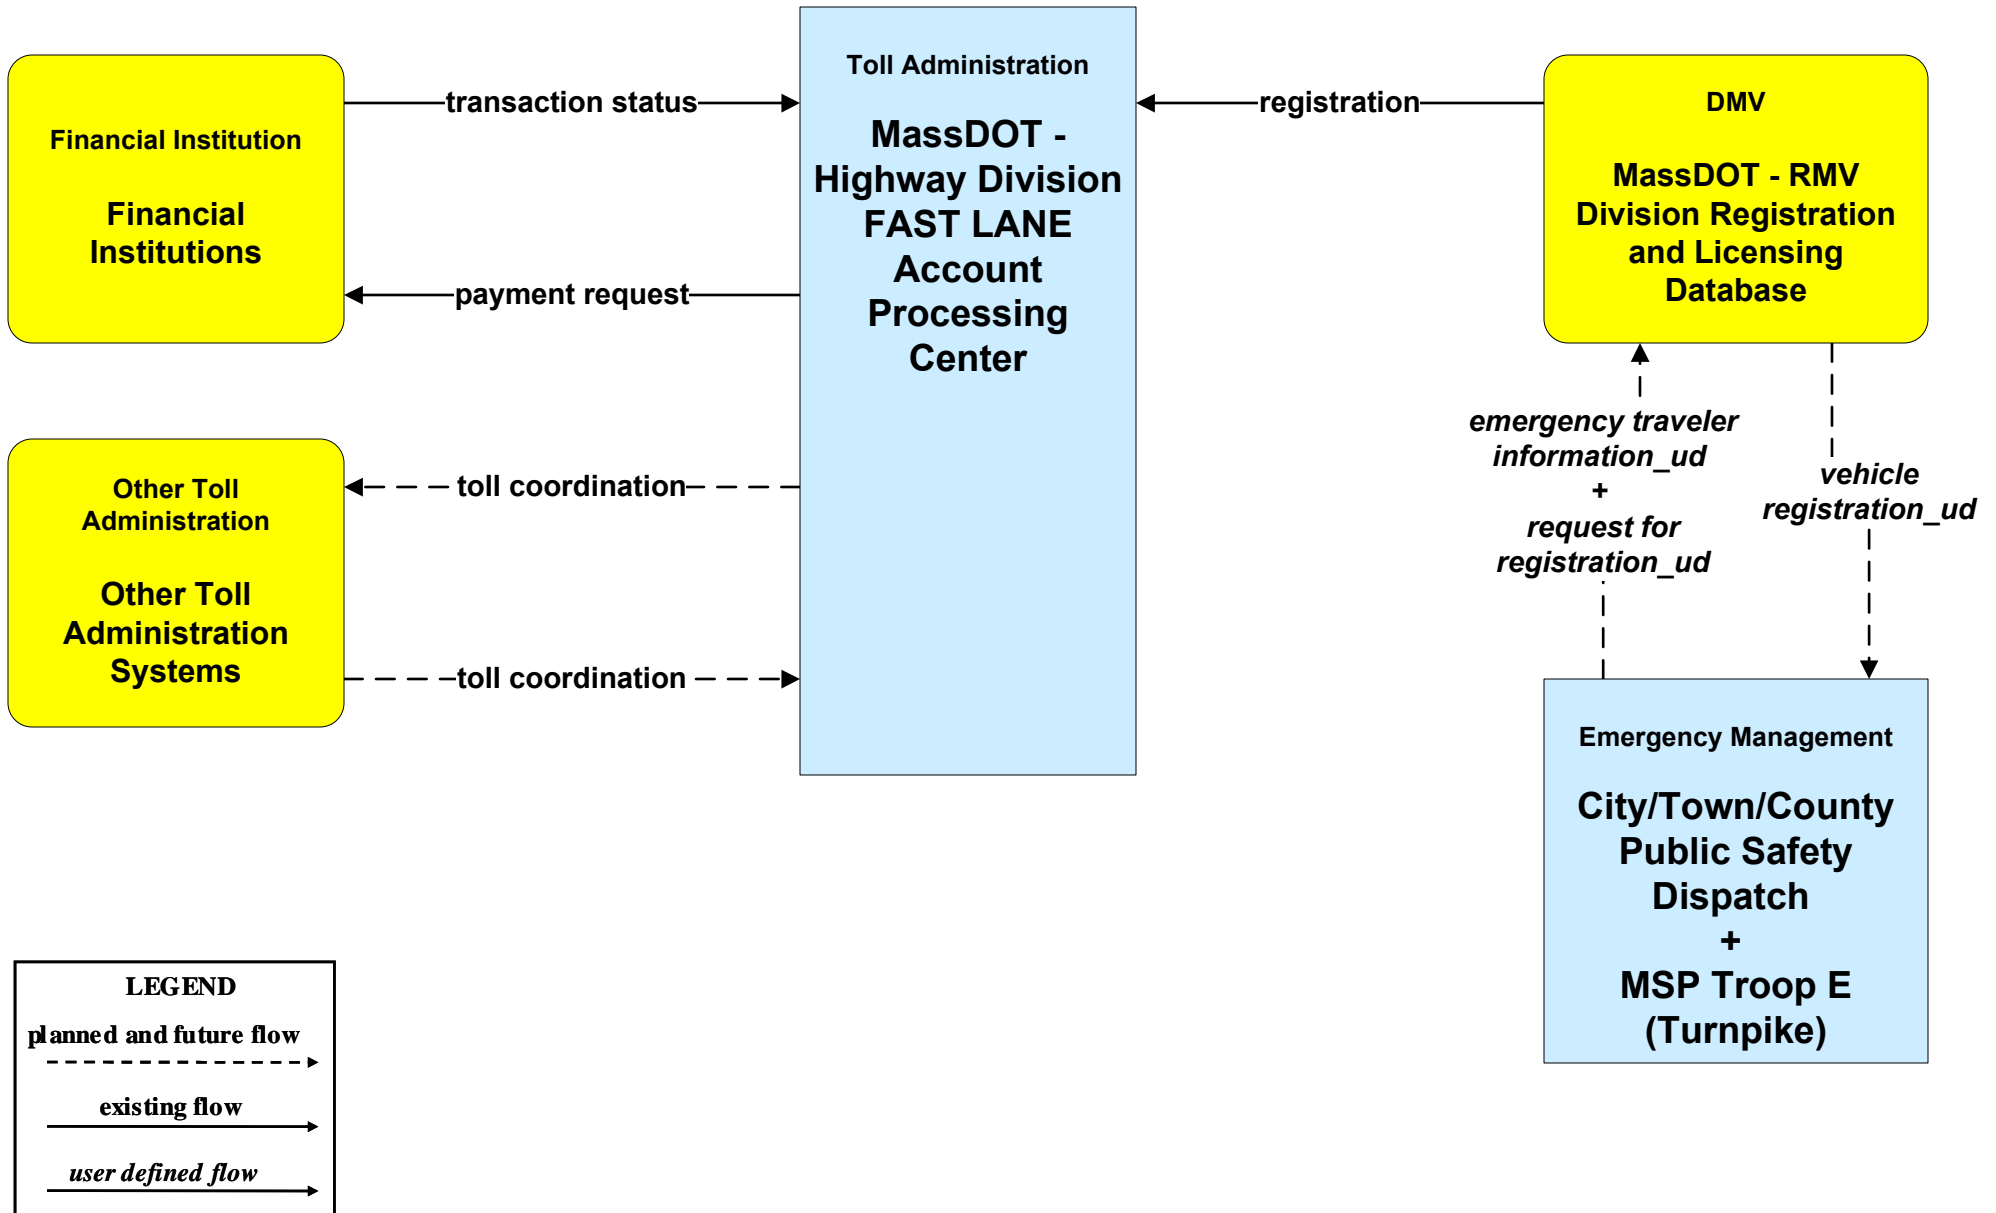 Financial Institution
Financial
Institutions
transaction status
payment request
Toll Administration
MassDOT -
Highway Division
FAST LANE
Account
Processing
Center
registration
DMV
MassDOT - RMV
Division Registration
and Licensing
Database
Other Toll
Administration
Other Toll
Administration
Systems
toll coordination
toll coordination
emergency traveler
information_ud
+
request for
registration_ud
vehicle
registration_ud
Emergency Management
City/Town/County
Public Safety
Dispatch
+
MSP Troop E
(Turnpike)
LEGEND
planned and future flow
existing flow
user defined flow